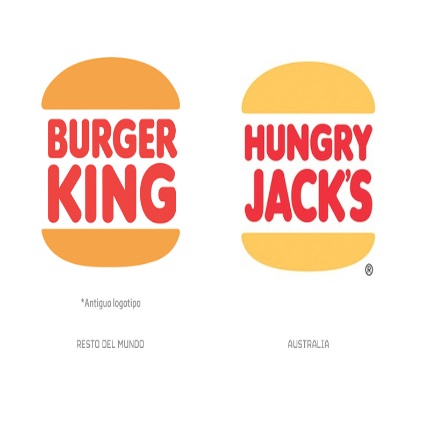 BURGER
KING
HUNGRY
JACK'S
®
*Antiguo logotipo
RESTO DEL MUNDO
AUSTRALIA